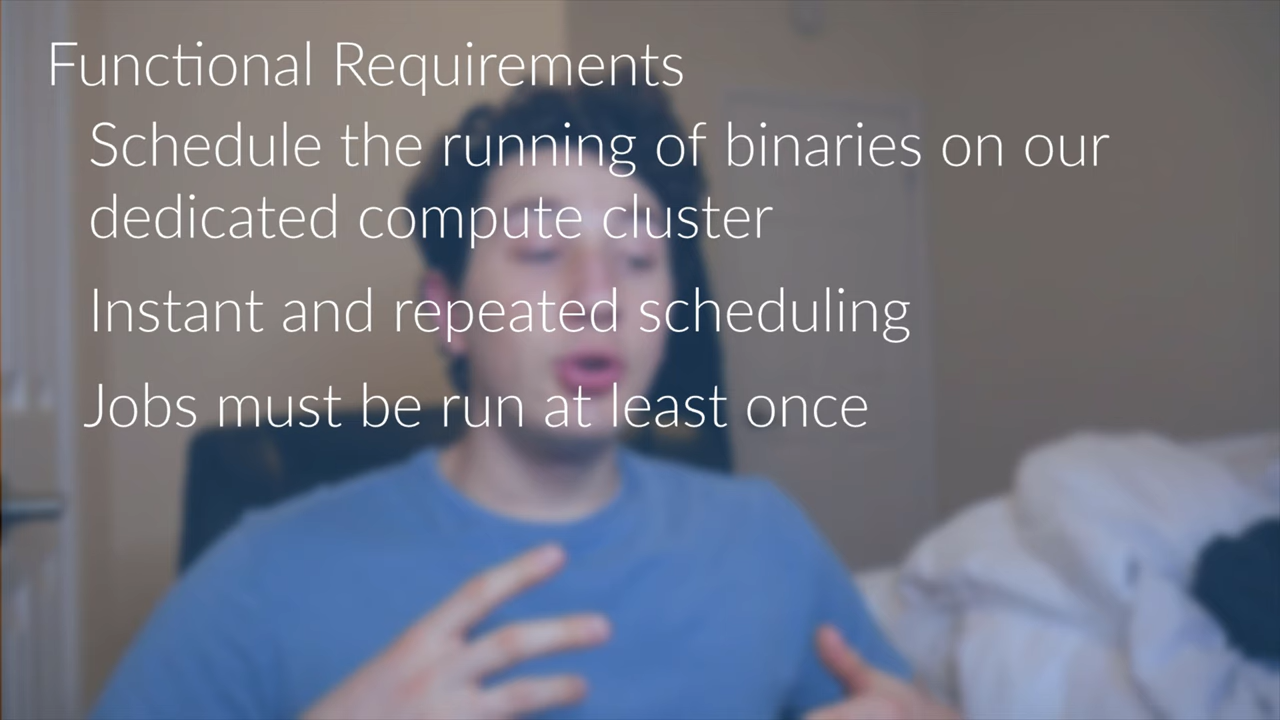 Functional Requirements
Schedule the running of binaries on our
dedicated compute cluster
Instant and repeated scheduling
Jobs must be run at least once